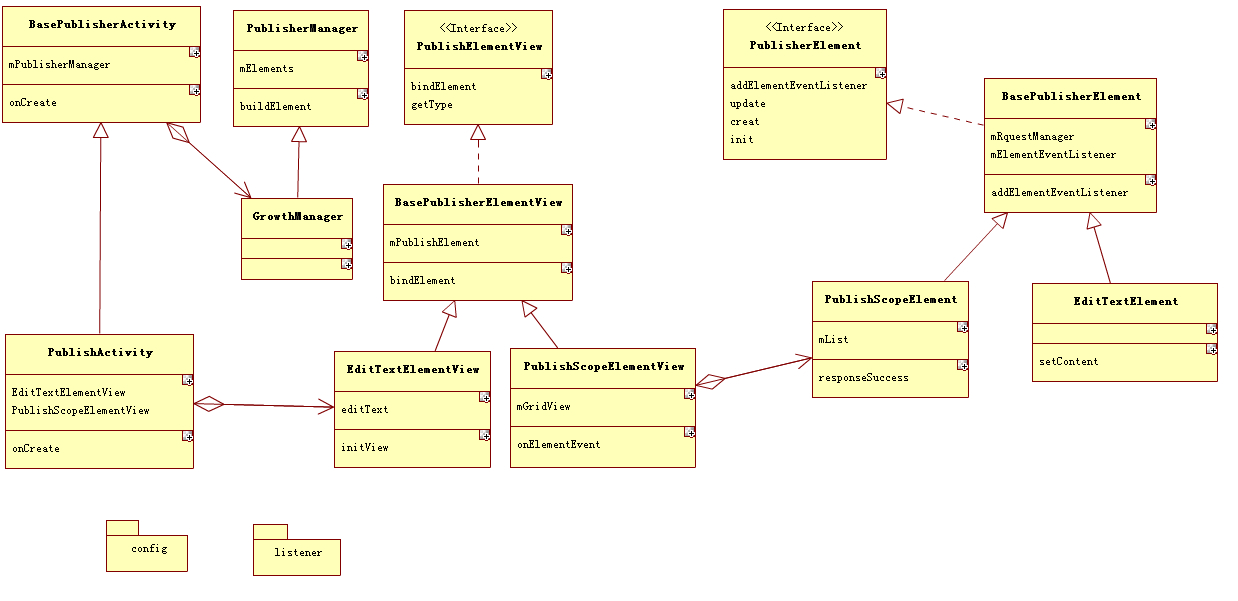 BasePublisherActivity
mPublisherManager
onCreate
PublisherManager
mElements
buildElement
<<Interface>>
PublishElementView
bindElement
getType
<<Interface>>
PublisherElement
addElementEventListener
update
creat
init
BasePublisherElement
mRquestManager
mElementEventListener
addElementEventListener
GrowthManager
BasePublisherElementView
mPublishElement
bindElement
PublishActivity
EditTextElementView
PublishScopeElementView
onCreate
EditTextElementView
editText
initView
PublishScopeElementView
mGridView
onElementEvent
PublishScopeElement
mList
responseSuccess
EditTextElement
setContent
config
listener